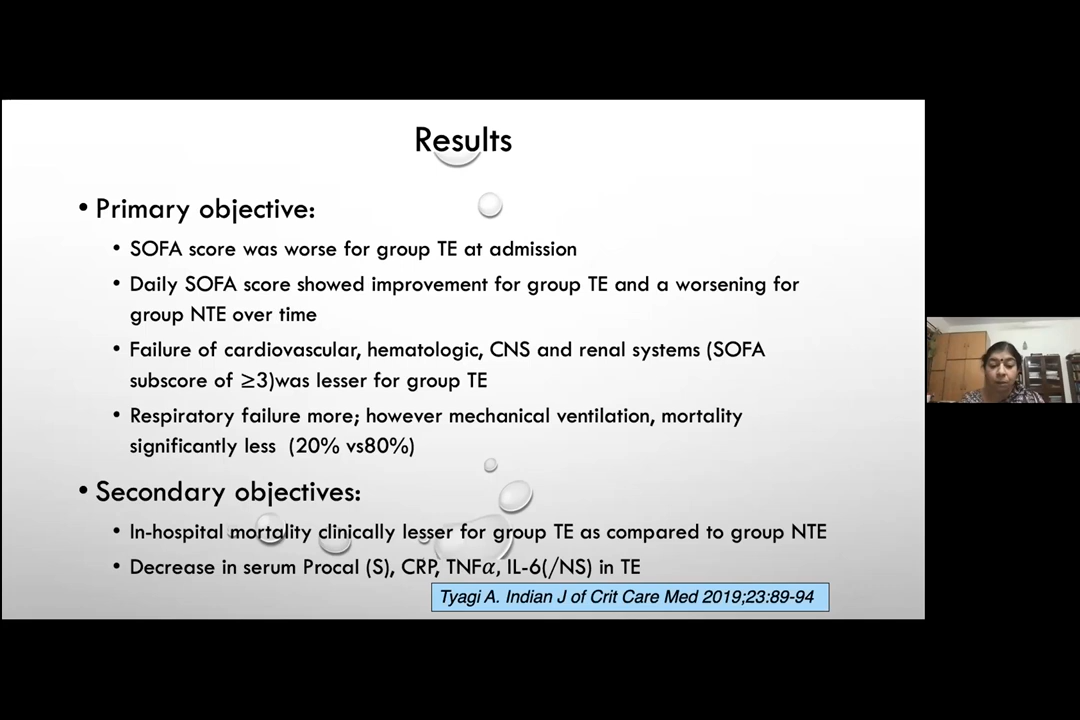 Results
• Primary objective:
• SOFA score was worse for group TE at admission
• Daily SOFA score showed improvement for group TE and a worsening for
group NTE over time
• Failure of cardiovascular, hematologic, CNS and renal systems (SOFA
subscore of ≥3)was lesser for group TE
• Respiratory failure more; however mechanical ventilation, mortality
significantly less (20% vs80%)
• Secondary objectives:
• In-hospital mortality clinically lesser for group TE as compared to group NTE
• Decrease in serum Procal (S), CRP, TNFα, IL-6(/NS) in TE
Tyagi A. Indian J of Crit Care Med 2019;23:89-94